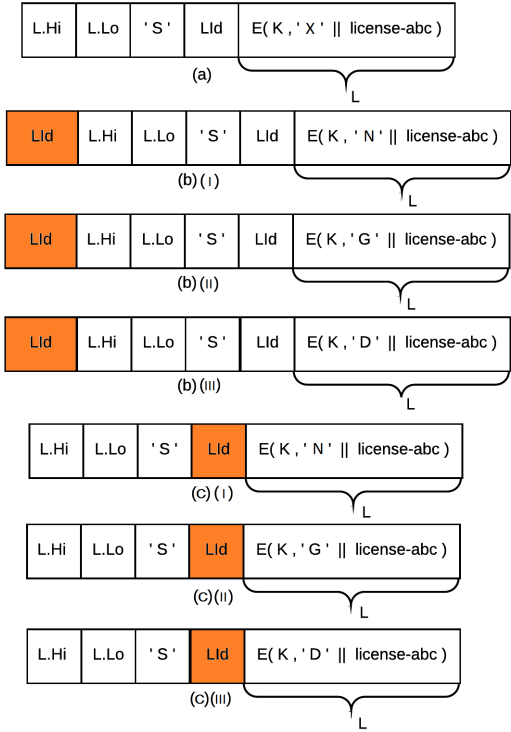 L.Hi L.Lo ' S ' LId E( K , ' X ' || license-abc )
(a)
L
LId L.Hi L.Lo ' S ' LId E( K , ' N ' || license-abc )
(b) (I)
L
LId L.Hi L.Lo ' S ' LId E( K , ' G ' || license-abc )
(b) (II)
L
LId L.Hi L.Lo ' S ' LId E( K , ' D ' || license-abc )
(b) (III)
L
L.Hi L.Lo ' S ' LId E( K , ' N ' || license-abc )
(C) (I)
L
L.Hi L.Lo ' S ' LId E( K , ' G ' || license-abc )
(C)(II)
L
L.Hi L.Lo ' S ' LId E( K , ' D ' || license-abc )
(C)(III)
L